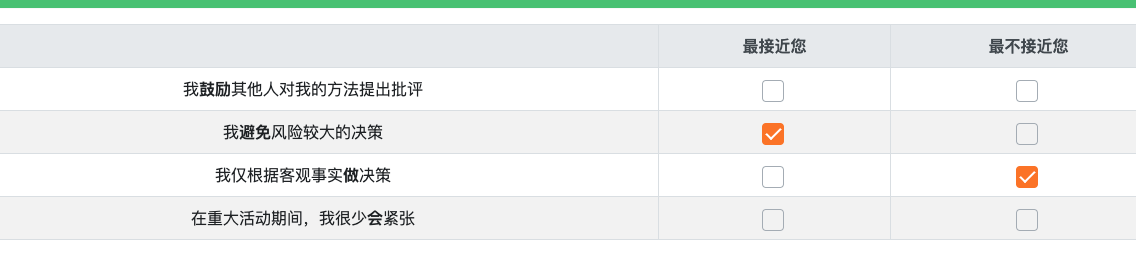 最接近您 最不接近您
我鼓励其他人对我的方法提出批评
我避免风险较大的决策
我仅根据客观事实做决策
在重大活动期间，我很少会紧张